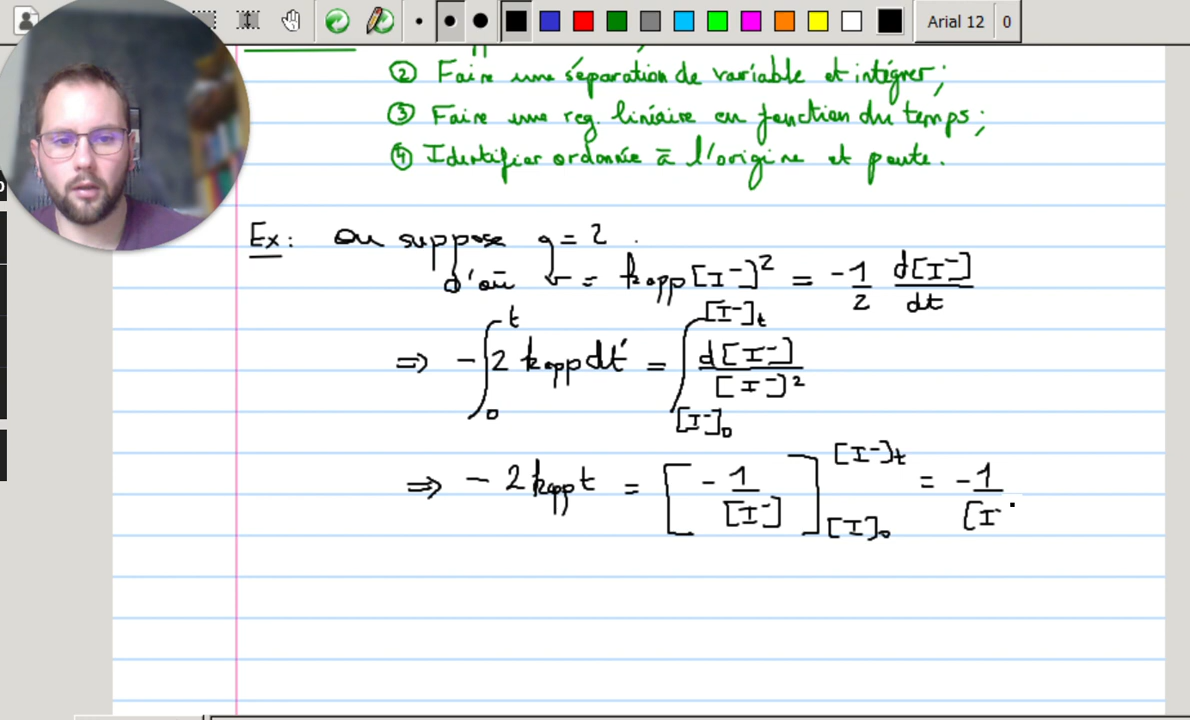 Arial 12 0
② Faire une séparation de variable et intégrer;
③ Faire une reg. linéaire en fonction du temps;
④ Identifier ordonnée à l'origine et pente.
Ex: On suppose q = 2.
d'où v = kapp[I⁻]² = -1/2 d[I⁻]/dt
⇒ -∫₀ᵗ 2 kapp dt' = ∫_{[I⁻]₀}^{[I⁻]t} d[I⁻]/[I⁻]²
⇒ - 2 kapp t = [-1/[I⁻]]_{[I]₀}^{[I⁻]t} = -1/[I⁻